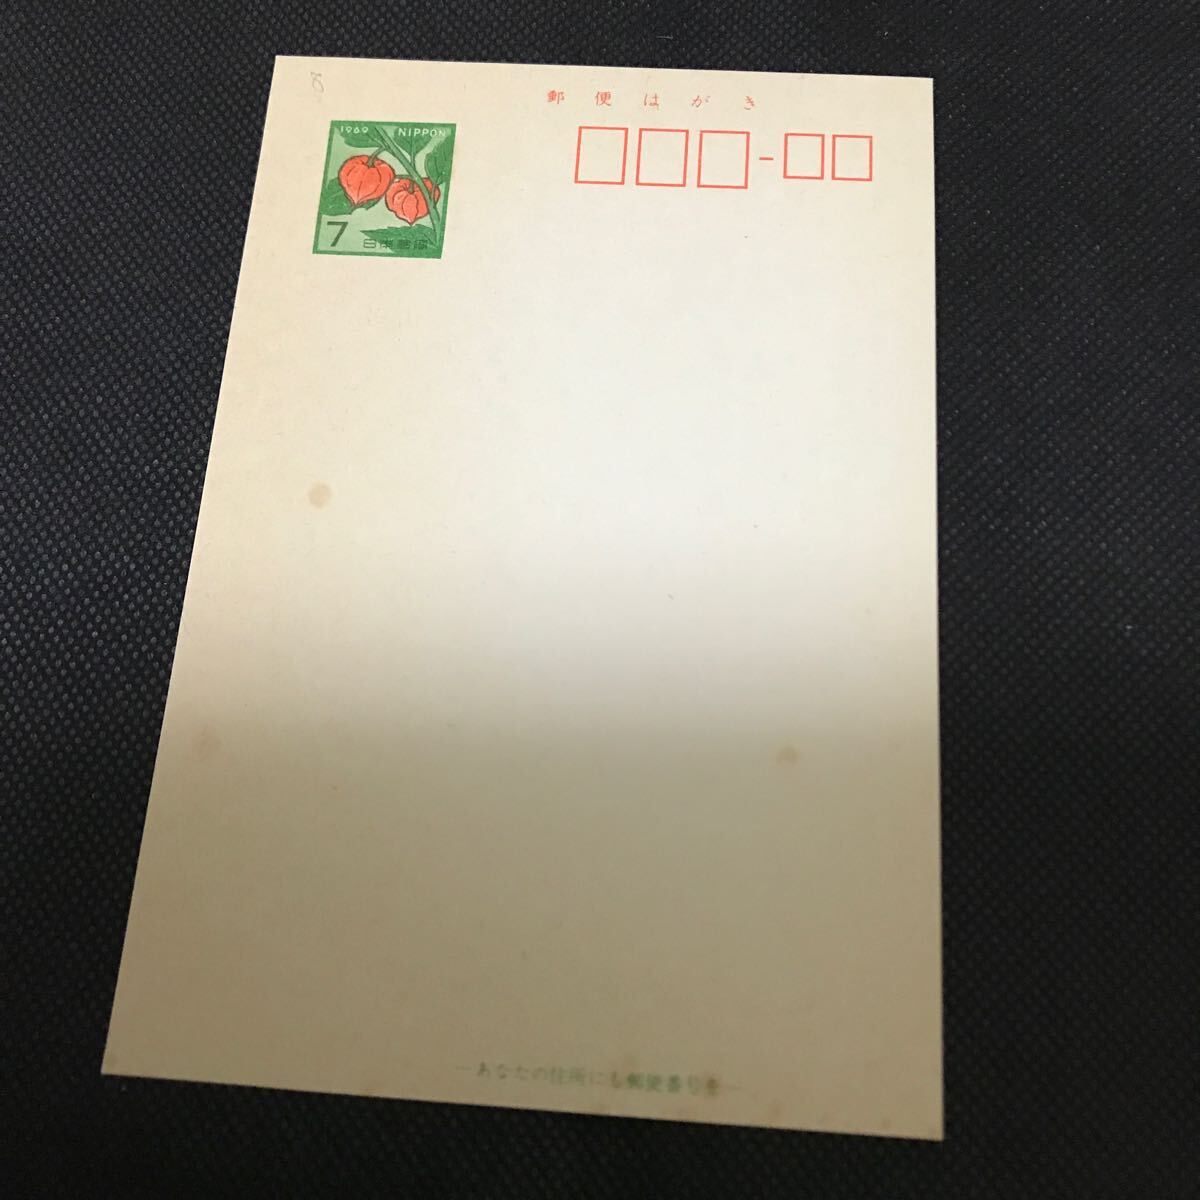 郵便はがき
1969 NIPPON
7 日本郵便
―あなたの住所にも郵便番号を―